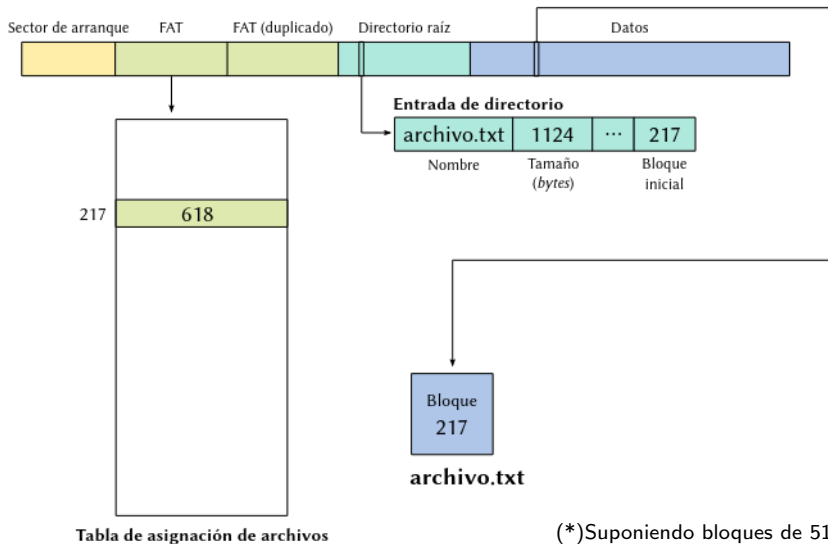 Sector de arranque FAT FAT (duplicado) Directorio raíz Datos
Entrada de directorio
archivo.txt 1124 ... 217
Nombre Tamaño (bytes) Bloque inicial
217 618
Bloque
217
archivo.txt
Tabla de asignación de archivos
(*)Suponiendo bloques de 51